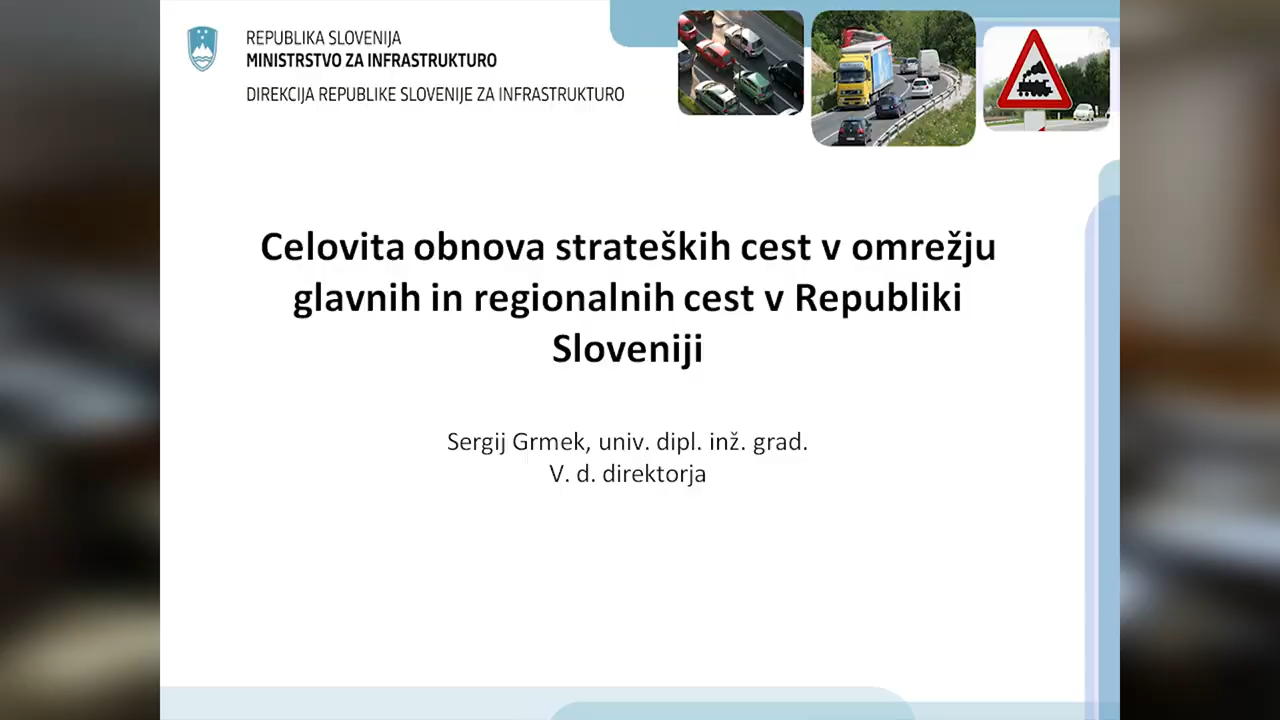 REPUBLIKA SLOVENIJA
MINISTRSTVO ZA INFRASTRUKTURO
DIREKCIJA REPUBLIKE SLOVENIJE ZA INFRASTRUKTURO
Celovita obnova strateških cest v omrežju
glavnih in regionalnih cest v Republiki
Sloveniji
Sergij Grmek, univ. dipl. inž. grad.
V. d. direktorja